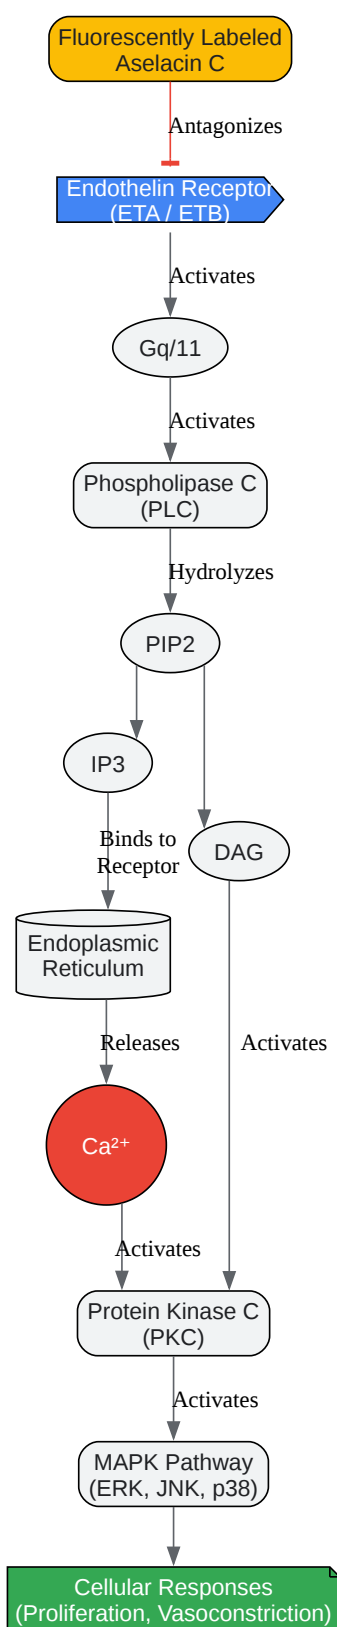 Fluorescently Labeled
Aselacin C
Antagonizes
Endothelin Receptor
(ETA / ETB)
Activates
Gq/11
Activates
Phospholipase C
(PLC)
Hydrolyzes
PIP2
IP3
Binds to
Receptor
DAG
Endoplasmic
Reticulum
Releases
Activates
Ca²⁺
Activates
Protein Kinase C
(PKC)
Activates
MAPK Pathway
(ERK, JNK, p38)
Cellular Responses
(Proliferation, Vasoconstriction)